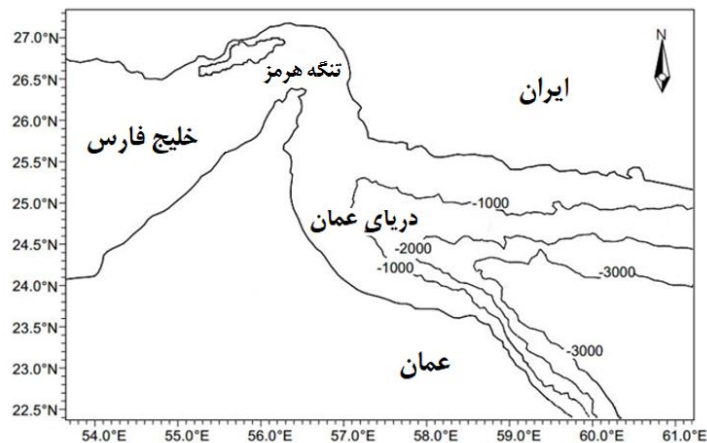 27.0°N
26.5°N
26.0°N
25.5°N
25.0°N
24.5°N
24.0°N
23.5°N
23.0°N
22.5°N
N
تنگه هرمز
ایران
خلیج فارس
-1000
دریای عمان
-2000
-1000
-3000
-3000
عمان
54.0°E
55.0°E
56.0°E
57.0°E
58.0°E
59.0°E
60.0°E
61.0°E